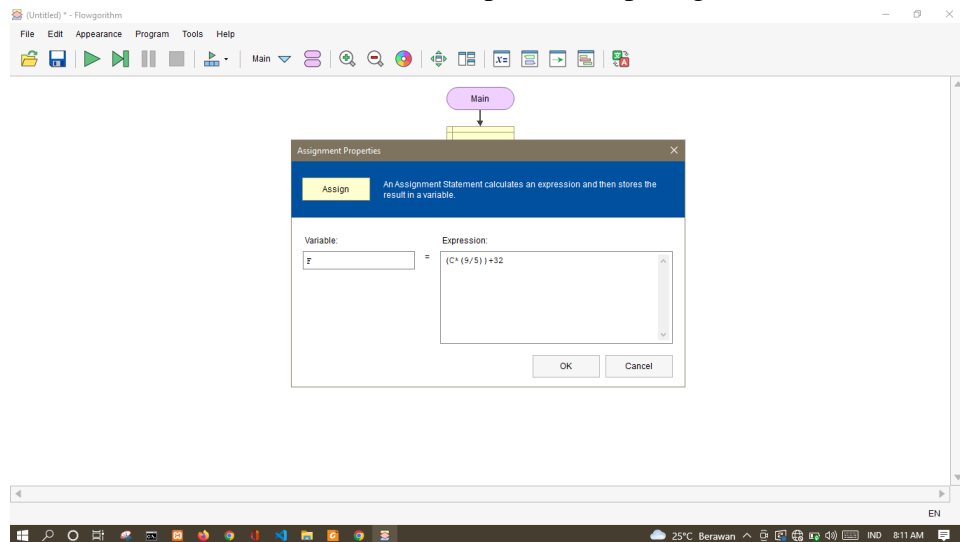 (Untitled) * - Flowgorithm
File Edit Appearance Program Tools Help
Main
x=
Main
Assignment Properties
Assign
An Assignment Statement calculates an expression and then stores the
result in a variable.
Variable: Expression:
F = (C*(9/5))+32
OK Cancel
EN
25°C Berawan IND 8:11 AM